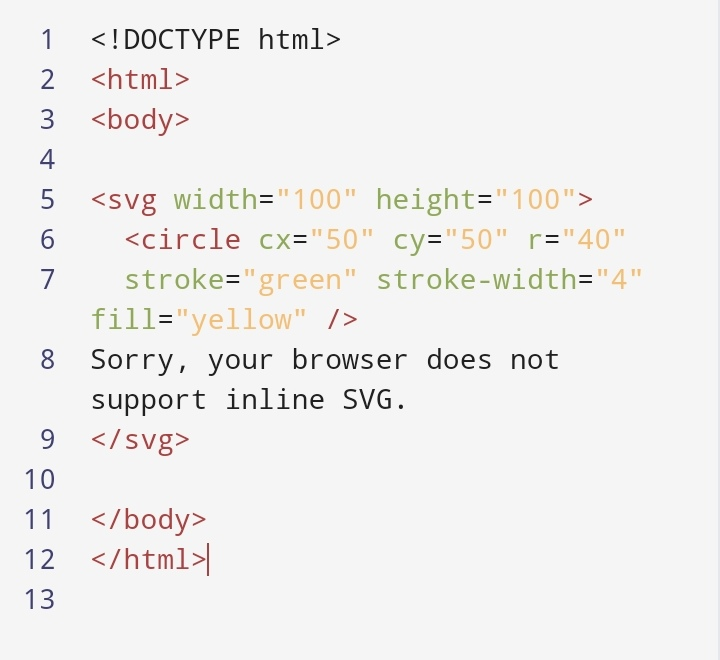 1 <!DOCTYPE html>
2 <html>
3 <body>
4
5 <svg width="100" height="100">
6   <circle cx="50" cy="50" r="40"
7   stroke="green" stroke-width="4"
fill="yellow" />
8 Sorry, your browser does not
support inline SVG.
9 </svg>
10
11 </body>
12 </html>
13